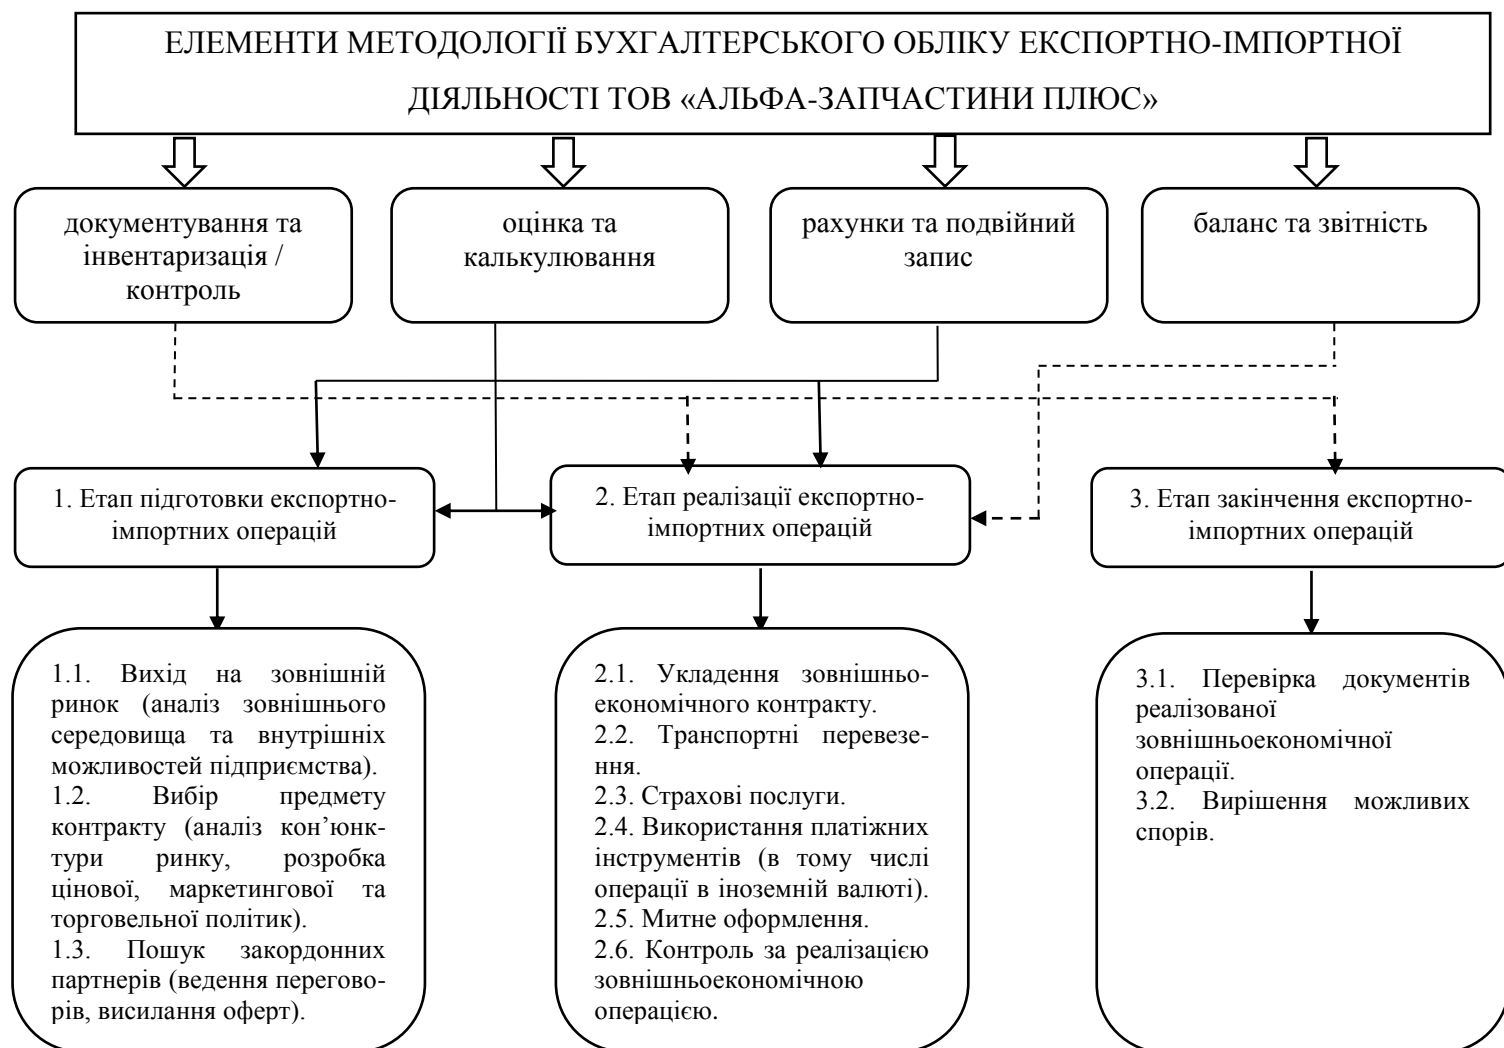 ЕЛЕМЕНТИ МЕТОДОЛОГІЇ БУХГАЛТЕРСЬКОГО ОБЛІКУ ЕКСПОРТНО-ІМПОРТНОЇ
ДІЯЛЬНОСТІ ТОВ «АЛЬФА-ЗАПЧАСТИНИ ПЛЮС»
документування та
інвентаризація /
контроль
оцінка та
калькулювання
рахунки та подвійний
запис
баланс та звітність
1. Етап підготовки експортно-
імпортних операцій
2. Етап реалізації експортно-
імпортних операцій
3. Етап закінчення експортно-
імпортних операцій
1.1. Вихід на зовнішній
ринок (аналіз зовнішнього
середовища та внутрішніх
можливостей підприємства).
1.2. Вибір предмету
контракту (аналіз кон’юнк-
тури ринку, розробка
цінової, маркетингової та
торговельної політик).
1.3. Пошук закордонних
партнерів (ведення перегово-
рів, висилання оферт).
2.1. Укладення зовнішньо-
економічного контракту.
2.2. Транспортні перевезе-
ння.
2.3. Страхові послуги.
2.4. Використання платіжних
інструментів (в тому числі
операції в іноземній валюті).
2.5. Митне оформлення.
2.6. Контроль за реалізацією
зовнішньоекономічною
операцією.
3.1. Перевірка документів
реалізованої
зовнішньоекономічної
операції.
3.2. Вирішення можливих
спорів.